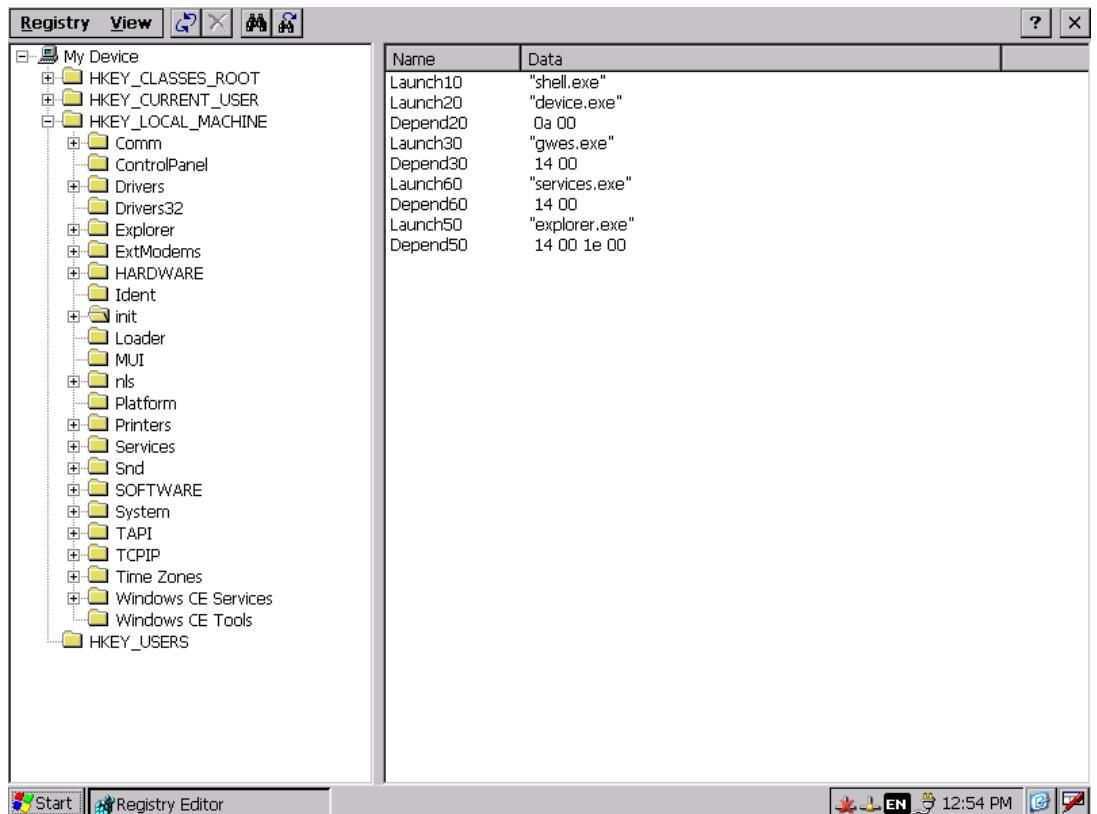 Registry View ? ×
My Device
HKEY_CLASSES_ROOT
HKEY_CURRENT_USER
HKEY_LOCAL_MACHINE
Comm
ControlPanel
Drivers
Drivers32
Explorer
ExtModems
HARDWARE
Ident
init
Loader
MUI
nls
Platform
Printers
Services
Snd
SOFTWARE
System
TAPI
TCPIP
Time Zones
Windows CE Services
Windows CE Tools
HKEY_USERS
Name Data
Launch10 "shell.exe"
Launch20 "device.exe"
Depend20 0a 00
Launch30 "gwes.exe"
Depend30 14 00
Launch60 "services.exe"
Depend60 14 00
Launch50 "explorer.exe"
Depend50 14 00 1e 00
Start Registry Editor EN 12:54 PM